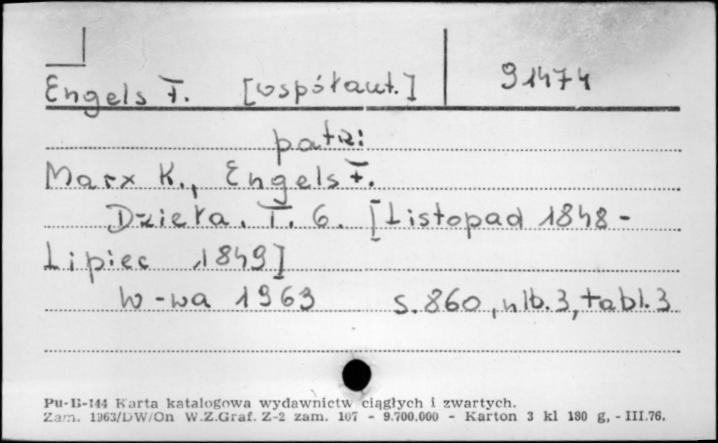 Engels F. [współaut.] 91474
patrz:
Marx K., Engels F.
Dzieła. T. 6. [Listopad 1848 -
Lipiec 1849]
W-wa 1963 s. 860, nlb. 3, tabl. 3
Pu-B-144 Karta katalogowa wydawnictw ciągłych i zwartych.
Zam. 1963/DW/On W.Z.Graf. Z-2 zam. 107 - 9.700.000 - Karton 3 kl 180 g, - III.76.